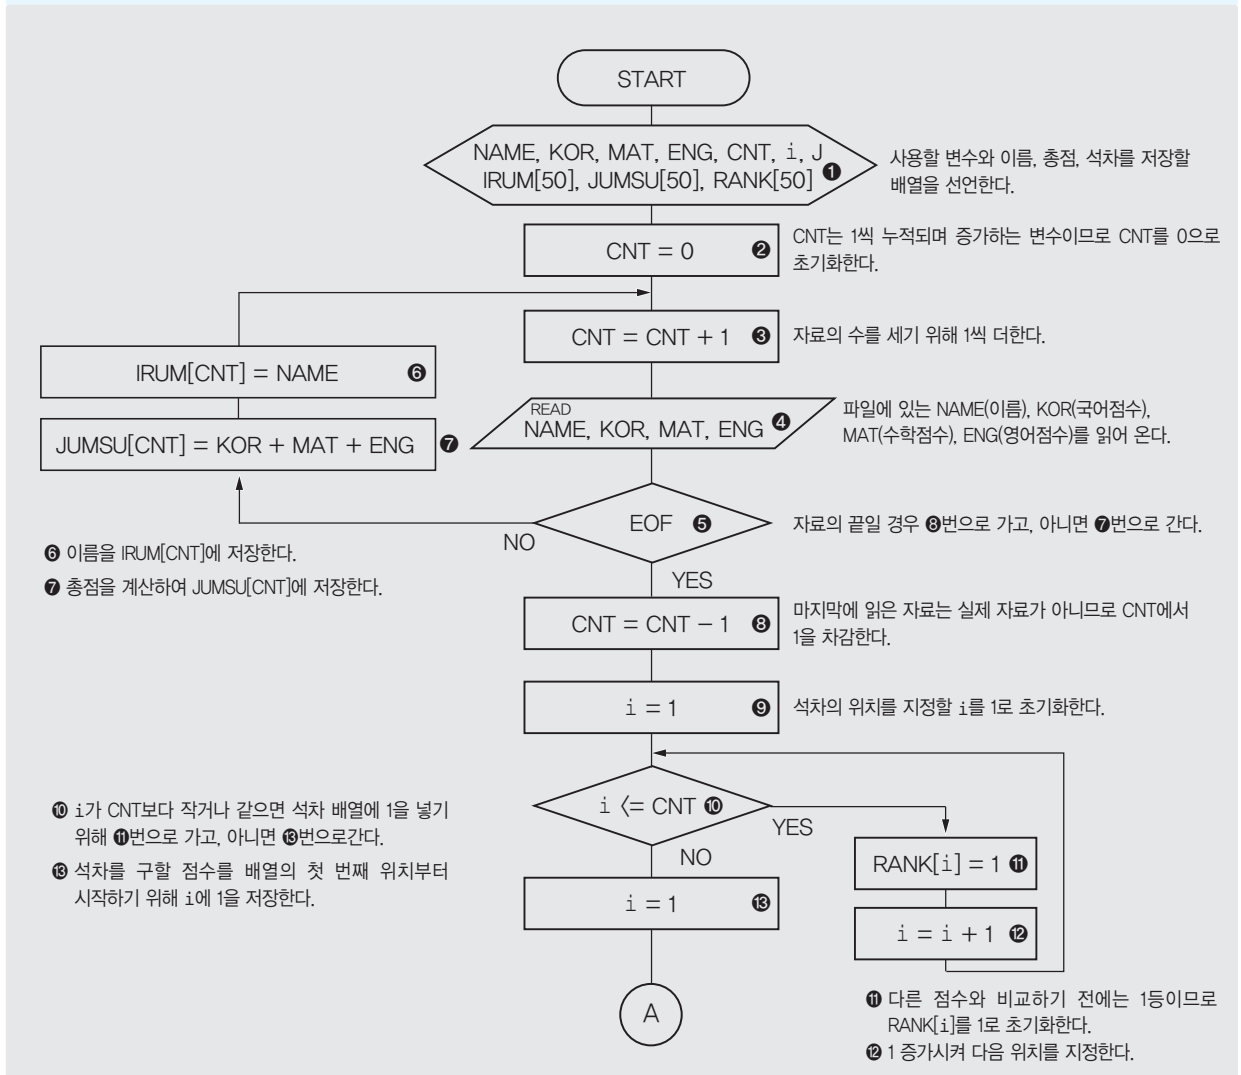 START
NAME, KOR, MAT, ENG, CNT, i, J
IRUM[50], JUMSU[50], RANK[50] ❶
사용할 변수와 이름, 총점, 석차를 저장할
배열을 선언한다.
CNT = 0 ❷
CNT는 1씩 누적되며 증가하는 변수이므로 CNT를 0으로
초기화한다.
CNT = CNT + 1 ❸
자료의 수를 세기 위해 1씩 더한다.
IRUM[CNT] = NAME ❻
READ
NAME, KOR, MAT, ENG ❹
파일에 있는 NAME(이름), KOR(국어점수),
MAT(수학점수), ENG(영어점수)를 읽어 온다.
JUMSU[CNT] = KOR + MAT + ENG ❼
EOF ❺
자료의 끝일 경우 ❽번으로 가고, 아니면 ❼번으로 간다.
NO
YES
❻ 이름을 IRUM[CNT]에 저장한다.
❼ 총점을 계산하여 JUMSU[CNT]에 저장한다.
CNT = CNT − 1 ❽
마지막에 읽은 자료는 실제 자료가 아니므로 CNT에서
1을 차감한다.
i = 1 ❾
석차의 위치를 지정할 i를 1로 초기화한다.
i 〈= CNT ❿
YES
NO
❿ i가 CNT보다 작거나 같으면 석차 배열에 1을 넣기
위해 ⓫번으로 가고, 아니면 ⓭번으로간다.
⓭ 석차를 구할 점수를 배열의 첫 번째 위치부터
시작하기 위해 i에 1을 저장한다.
i = 1 ⓭
RANK[i] = 1 ⓫
i = i + 1 ⓬
A
⓫ 다른 점수와 비교하기 전에는 1등이므로
RANK[i]를 1로 초기화한다.
⓬ 1 증가시켜 다음 위치를 지정한다.